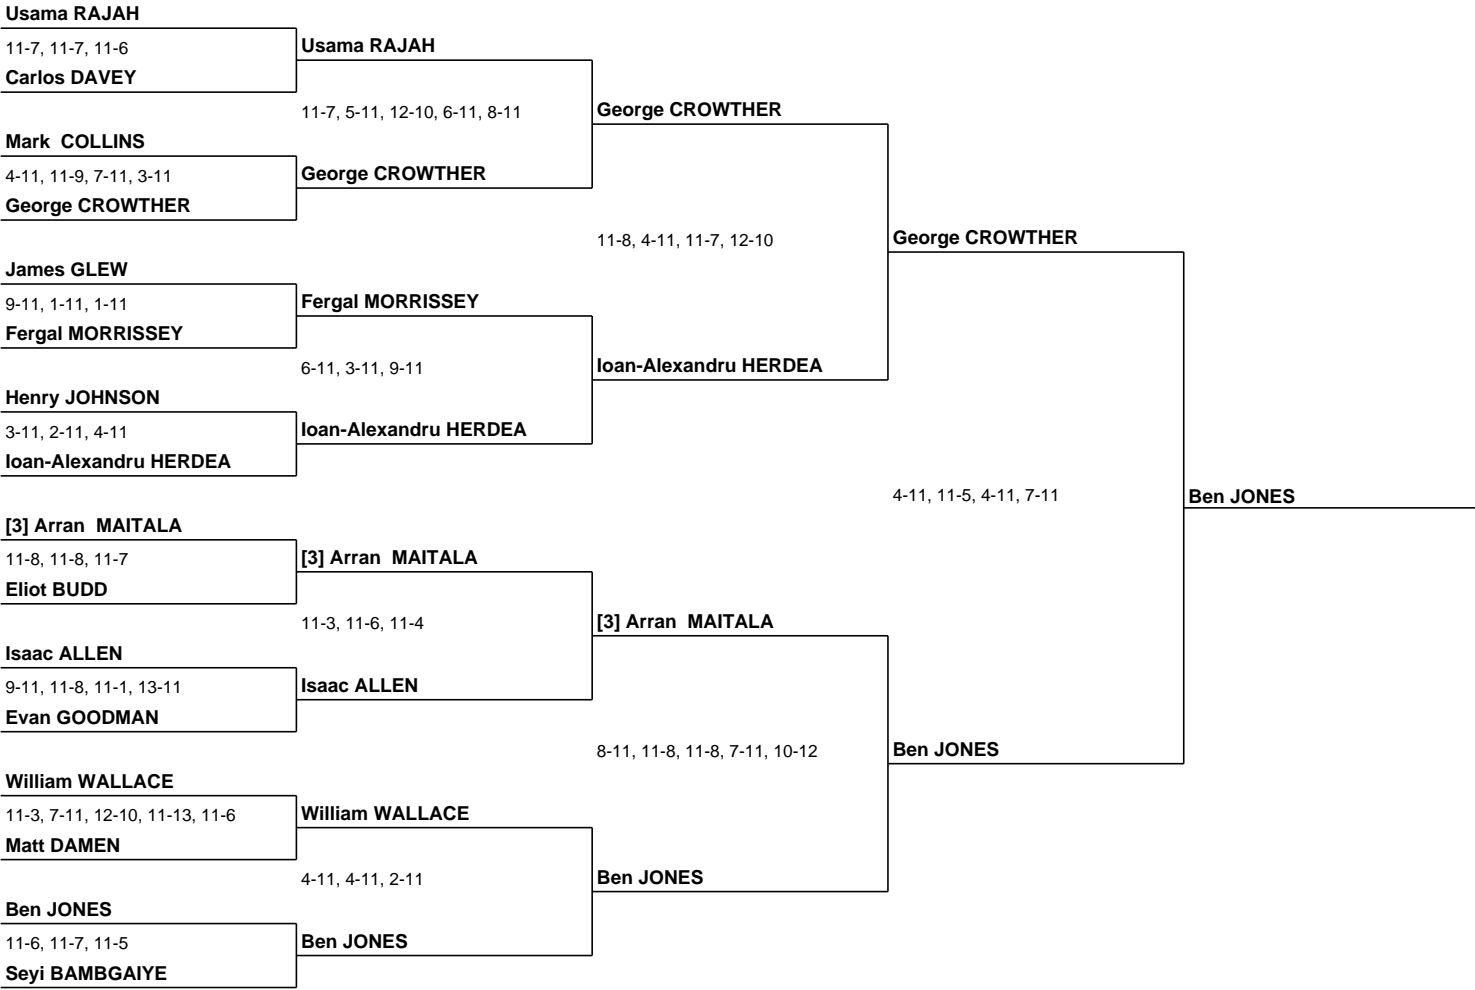 Usama RAJAH
11-7, 11-7, 11-6
Carlos DAVEY
Mark  COLLINS
4-11, 11-9, 7-11, 3-11
George CROWTHER
James GLEW
9-11, 1-11, 1-11
Fergal MORRISSEY
Henry JOHNSON
3-11, 2-11, 4-11
Ioan-Alexandru HERDEA
[3] Arran  MAITALA
11-8, 11-8, 11-7
Eliot BUDD
Isaac ALLEN
9-11, 11-8, 11-1, 13-11
Evan GOODMAN
William WALLACE
11-3, 7-11, 12-10, 11-13, 11-6
Matt DAMEN
Ben JONES
11-6, 11-7, 11-5
Seyi BAMBGAIYE
Usama RAJAH
11-7, 5-11, 12-10, 6-11, 8-11
George CROWTHER
Fergal MORRISSEY
6-11, 3-11, 9-11
Ioan-Alexandru HERDEA
[3] Arran  MAITALA
11-3, 11-6, 11-4
Isaac ALLEN
William WALLACE
4-11, 4-11, 2-11
Ben JONES
George CROWTHER
11-8, 4-11, 11-7, 12-10
Ioan-Alexandru HERDEA
[3] Arran  MAITALA
8-11, 11-8, 11-8, 7-11, 10-12
Ben JONES
George CROWTHER
4-11, 11-5, 4-11, 7-11
Ben JONES
Ben JONES